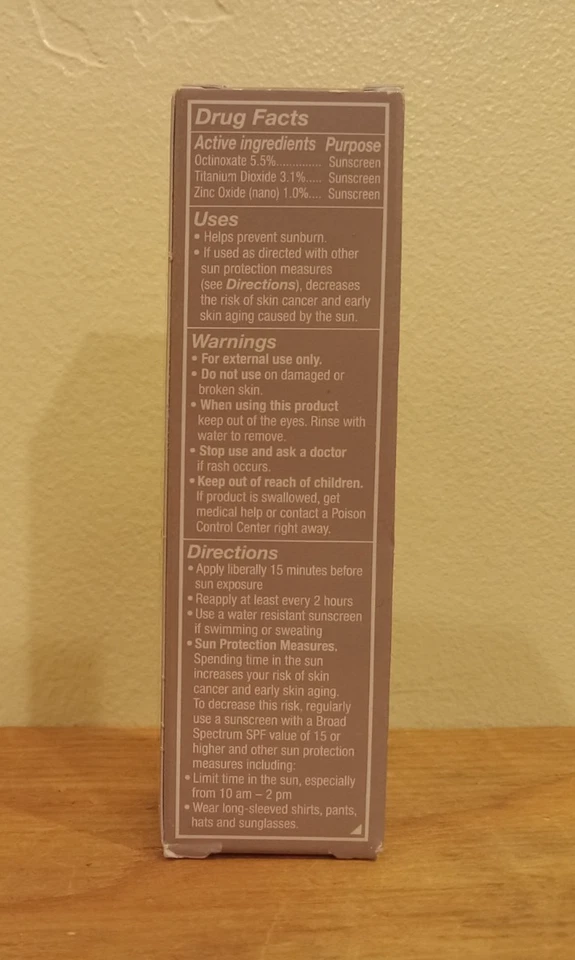 Drug Facts
Active ingredients Purpose
Octinoxate 5.5%.............. Sunscreen
Titanium Dioxide 3.1%..... Sunscreen
Zinc Oxide (nano) 1.0%.... Sunscreen
Uses
• Helps prevent sunburn.
• If used as directed with other
sun protection measures
(see Directions), decreases
the risk of skin cancer and early
skin aging caused by the sun.
Warnings
• For external use only.
• Do not use on damaged or
broken skin.
• When using this product
keep out of the eyes. Rinse with
water to remove.
• Stop use and ask a doctor
if rash occurs.
• Keep out of reach of children.
If product is swallowed, get
medical help or contact a Poison
Control Center right away.
Directions
• Apply liberally 15 minutes before
sun exposure
• Reapply at least every 2 hours
• Use a water resistant sunscreen
if swimming or sweating
• Sun Protection Measures.
Spending time in the sun
increases your risk of skin
cancer and early skin aging.
To decrease this risk, regularly
use a sunscreen with a Broad
Spectrum SPF value of 15 or
higher and other sun protection
measures including:
• Limit time in the sun, especially
from 10 am – 2 pm
• Wear long-sleeved shirts, pants,
hats and sunglasses.